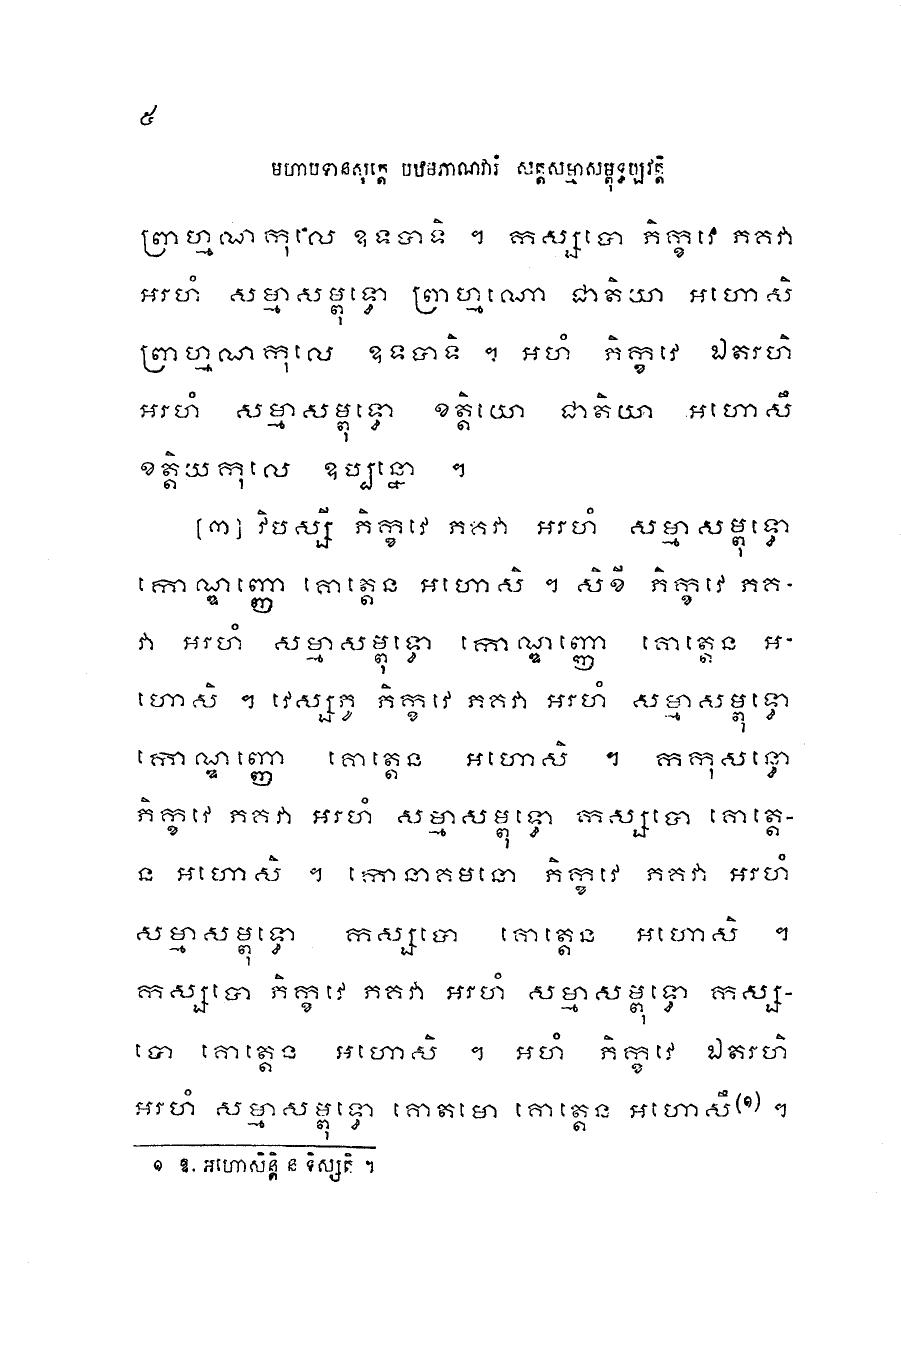 ៥
មហាបទានសុត្តេ បឋមភាណវារំ សត្តសម្មាសម្ពុទ្ធប្បវត្តិ
ព្រាហ្មណកុលេ ឧទបាទិ ។ កស្សបោ ភិក្ខវេ ភគវា
អរហំ សម្មាសម្ពុទ្ធោ ព្រាហ្មណោ ជាតិយា អហោសិ
ព្រាហ្មណកុលេ ឧទបាទិ ។ អហំ ភិក្ខវេ ឯតរហិ
អរហំ សម្មាសម្ពុទ្ធោ ខត្តិយោ ជាតិយា អហោសឹ
ខត្តិយកុលេ ឧប្បន្នោ ។
[៣] វិបស្សី ភិក្ខវេ ភគវា អរហំ សម្មាសម្ពុទ្ធោ
កោណ្ឌញ្ញោ គោត្តេន អហោសិ ។ សិខី ភិក្ខវេ ភគ-
វា អរហំ សម្មាសម្ពុទ្ធោ កោណ្ឌញ្ញោ គោត្តេន អ-
ហោសិ ។ វេស្សភូ ភិក្ខវេ ភគវា អរហំ សម្មាសម្ពុទ្ធោ
កោណ្ឌញ្ញោ គោត្តេន អហោសិ ។ កកុសន្ធោ
ភិក្ខវេ ភគវា អរហំ សម្មាសម្ពុទ្ធោ កស្សបោ គោត្តេ-
ន អហោសិ ។ កោនាគមនោ ភិក្ខវេ ភគវា អរហំ
សម្មាសម្ពុទ្ធោ កស្សបោ គោត្តេន អហោសិ ។
កស្សបោ ភិក្ខវេ ភគវា អរហំ សម្មាសម្ពុទ្ធោ កស្ស-
បោ គោត្តេន អហោសិ ។ អហំ ភិក្ខវេ ឯតរហិ
អរហំ សម្មាសម្ពុទ្ធោ គោតមោ គោត្តេន អហោសឹ(១) ។
១ ឱ. អហោសិន្តិ ន ទិស្សតិ ។